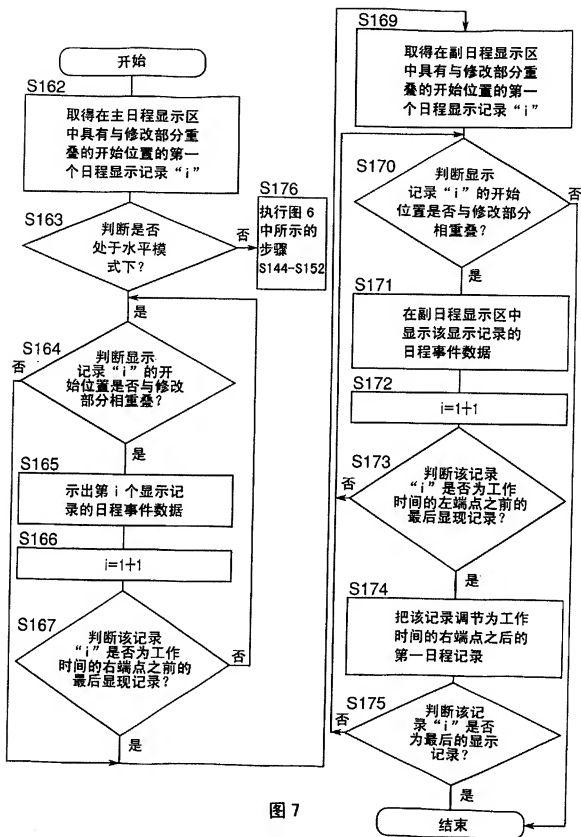 开始
S162
取得在主日程显示区
中具有与修改部分重
叠的开始位置的第一
个日程显示记录“i”
S163
判断是否
处于水平模
式下？
否
S176
执行图6
中所示的
步骤
S144-S152
是
S164
否
判断显示
记录“i”的开
始位置是否与修改
部分相重叠？
是
S165
示出第i个显示记
录的日程事件数据
S166
i=1+1
S167
判断该记录
“i”是否为工作
时间的右端点之前的
最后显现记录？
否
是
S169
取得在副日程显示区
中具有与修改部分重
叠的开始位置的第一
个日程显示记录“i”
S170
判断显示
记录“i”的开始
位置是否与修改部分
相重叠？
否
是
S171
在副日程显示区中
显示该显示记录的
日程事件数据
S172
i=1+1
S173
否
判断该记录
“i”是否为工作
时间的左端点之前的
最后显现记录？
是
S174
把该记录调节为工作
时间的右端点之后的
第一日程记录
S175
否
判断该记
录“i”是否
为最后的显示
记录？
是
结束
图7